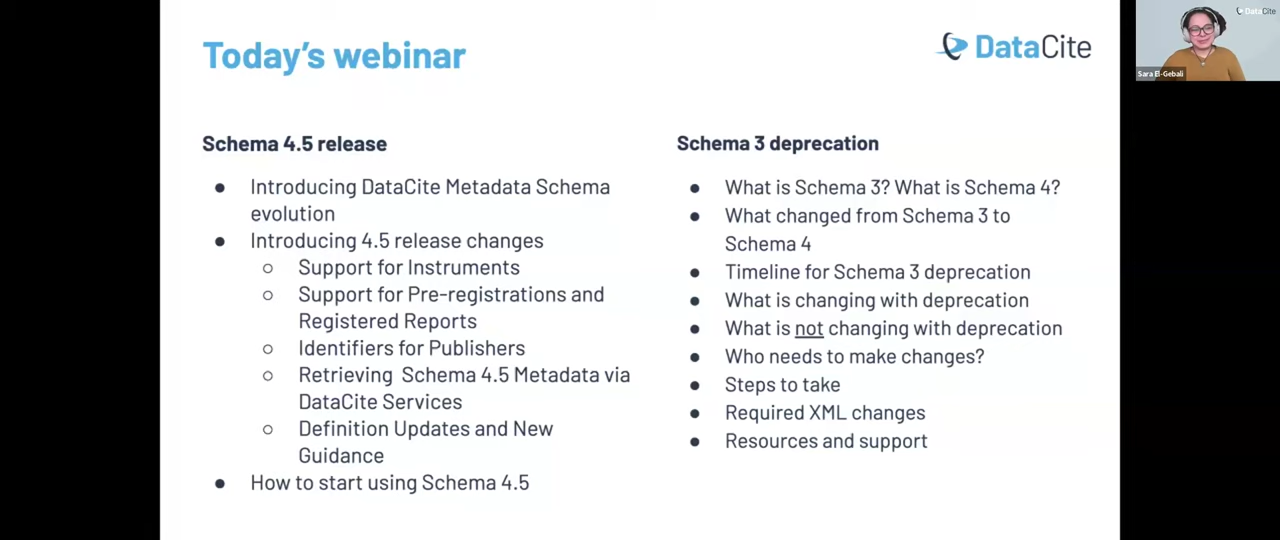 Today's webinar
DataCite
Schema 4.5 release
● Introducing DataCite Metadata Schema
evolution
● Introducing 4.5 release changes
○ Support for Instruments
○ Support for Pre-registrations and
Registered Reports
○ Identifiers for Publishers
○ Retrieving Schema 4.5 Metadata via
DataCite Services
○ Definition Updates and New
Guidance
● How to start using Schema 4.5
Schema 3 deprecation
● What is Schema 3? What is Schema 4?
● What changed from Schema 3 to
Schema 4
● Timeline for Schema 3 deprecation
● What is changing with deprecation
● What is not changing with deprecation
● Who needs to make changes?
● Steps to take
● Required XML changes
● Resources and support
DataCite
Sara El-Gebali